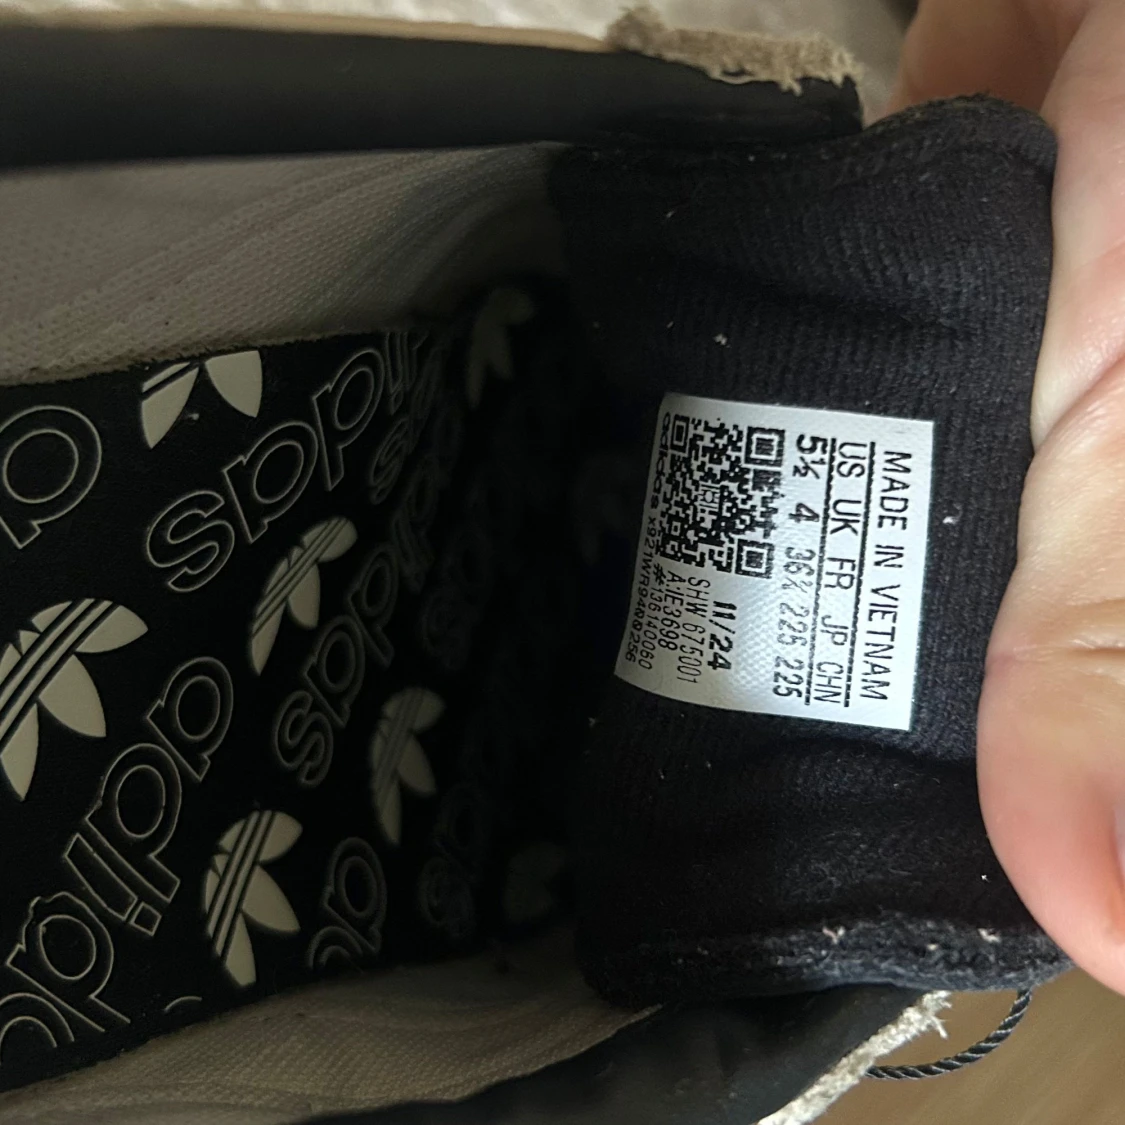 MADE IN VIETNAM
US UK FR JP CHN
5½ 4 36⅔ 225 225
11/24
SHW 675001
A:IE3698
#136140060
adidas
adidas
adidas
adidas
adidas